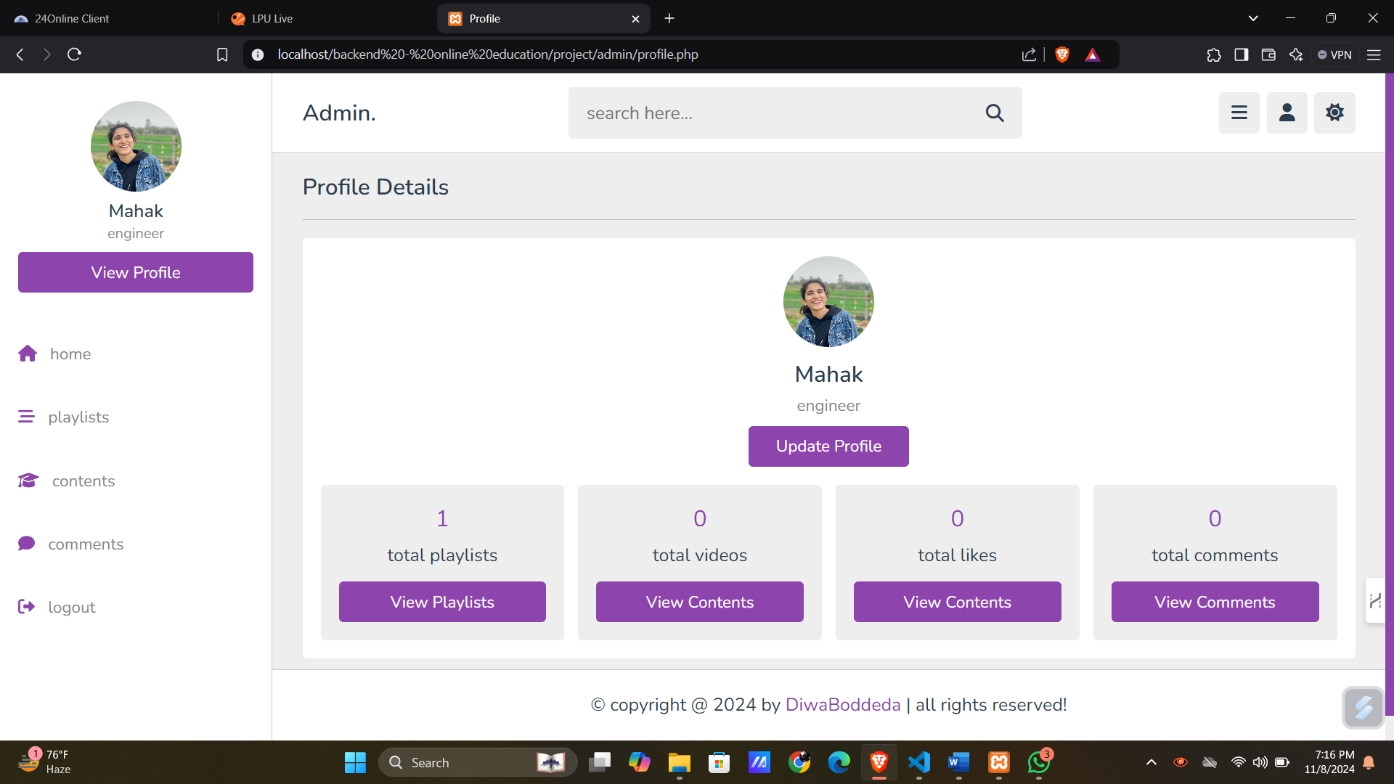 24Online Client
LPU Live
Profile
localhost/backend%20-%20online%20education/project/admin/profile.php
VPN
Mahak
engineer
View Profile
home
playlists
contents
comments
logout
Admin.
search here...
Profile Details
Mahak
engineer
Update Profile
1
total playlists
View Playlists
0
total videos
View Contents
0
total likes
View Contents
0
total comments
View Comments
© copyright @ 2024 by DiwaBoddeda | all rights reserved!
1
76°F
Haze
Search
3
7:16 PM
11/8/2024